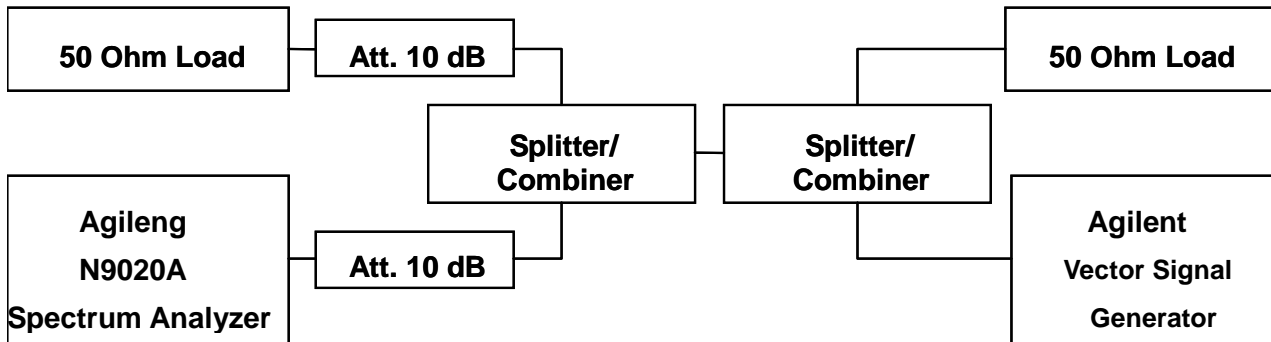 50 Ohm Load
Att. 10 dB
50 Ohm Load
Splitter/
Combiner
Splitter/
Combiner
Agileng
N9020A
Spectrum Analyzer
Att. 10 dB
Agilent
Vector Signal
Generator